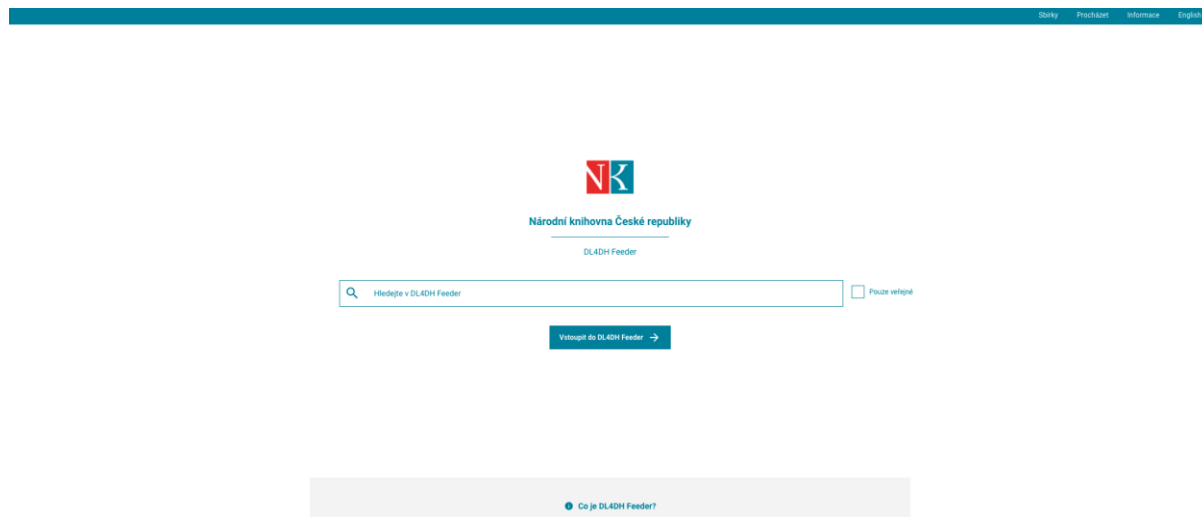 Sbírky Procházet Informace English
NK
Národní knihovna České republiky
DL4DH Feeder
Hledejte v DL4DH Feeder
Pouze veřejné
Vstoupit do DL4DH Feeder
Co je DL4DH Feeder?